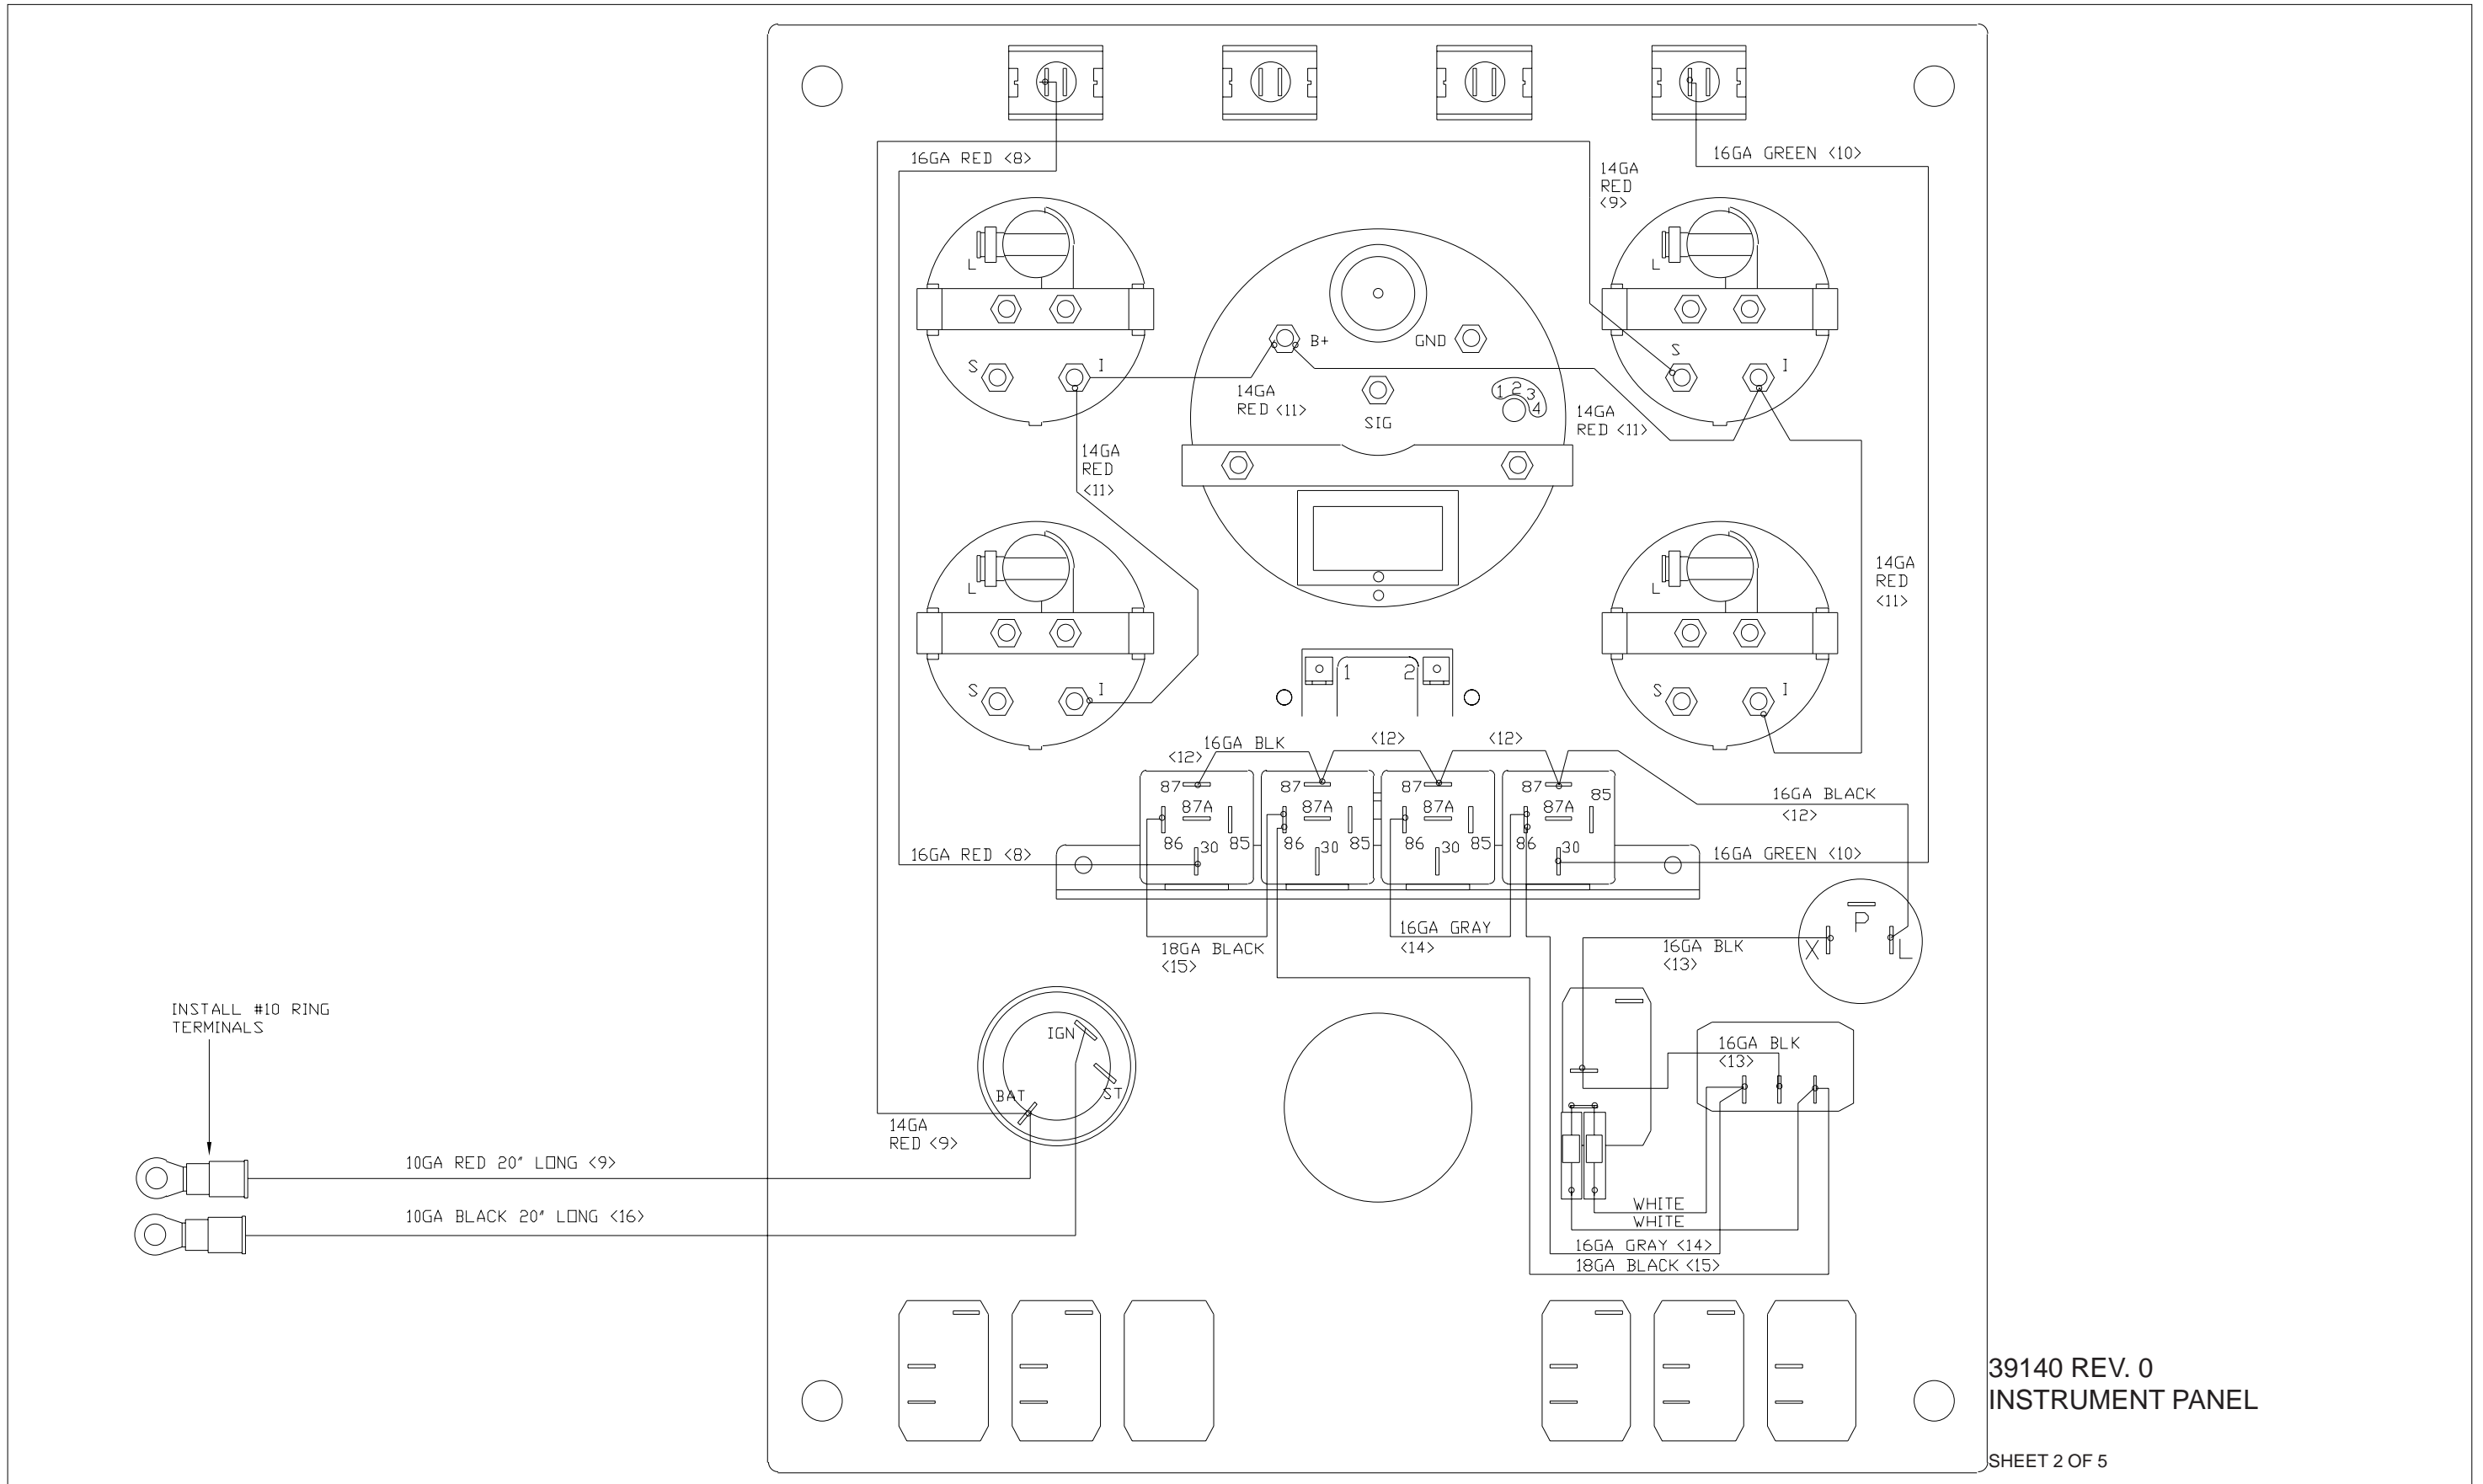 16GA RED <8>
16GA GREEN <10>
14GA
RED
<9>
L
L
S
I
B+
GND
S
I
14GA
RED <11>
SIG
1 2 3 4
14GA
RED <11>
14GA
RED
<11>
L
L
14GA
RED
<11>
S
I
1
2
S
I
<12>
16GA BLK
<12>
<12>
87
87A
86
30
85
87
87A
86
30
85
87
87A
86
30
85
87
87A
85
86
30
16GA BLACK
<12>
16GA RED <8>
16GA GREEN <10>
18GA BLACK
<15>
16GA GRAY
<14>
16GA BLK
<13>
P
X
L
INSTALL #10 RING
TERMINALS
IGN
BAT
ST
16GA BLK
<13>
14GA
RED <9>
10GA RED 20" LONG <9>
10GA BLACK 20" LONG <16>
WHITE
WHITE
16GA GRAY <14>
18GA BLACK <15>
39140 REV. 0
INSTRUMENT PANEL
SHEET 2 OF 5